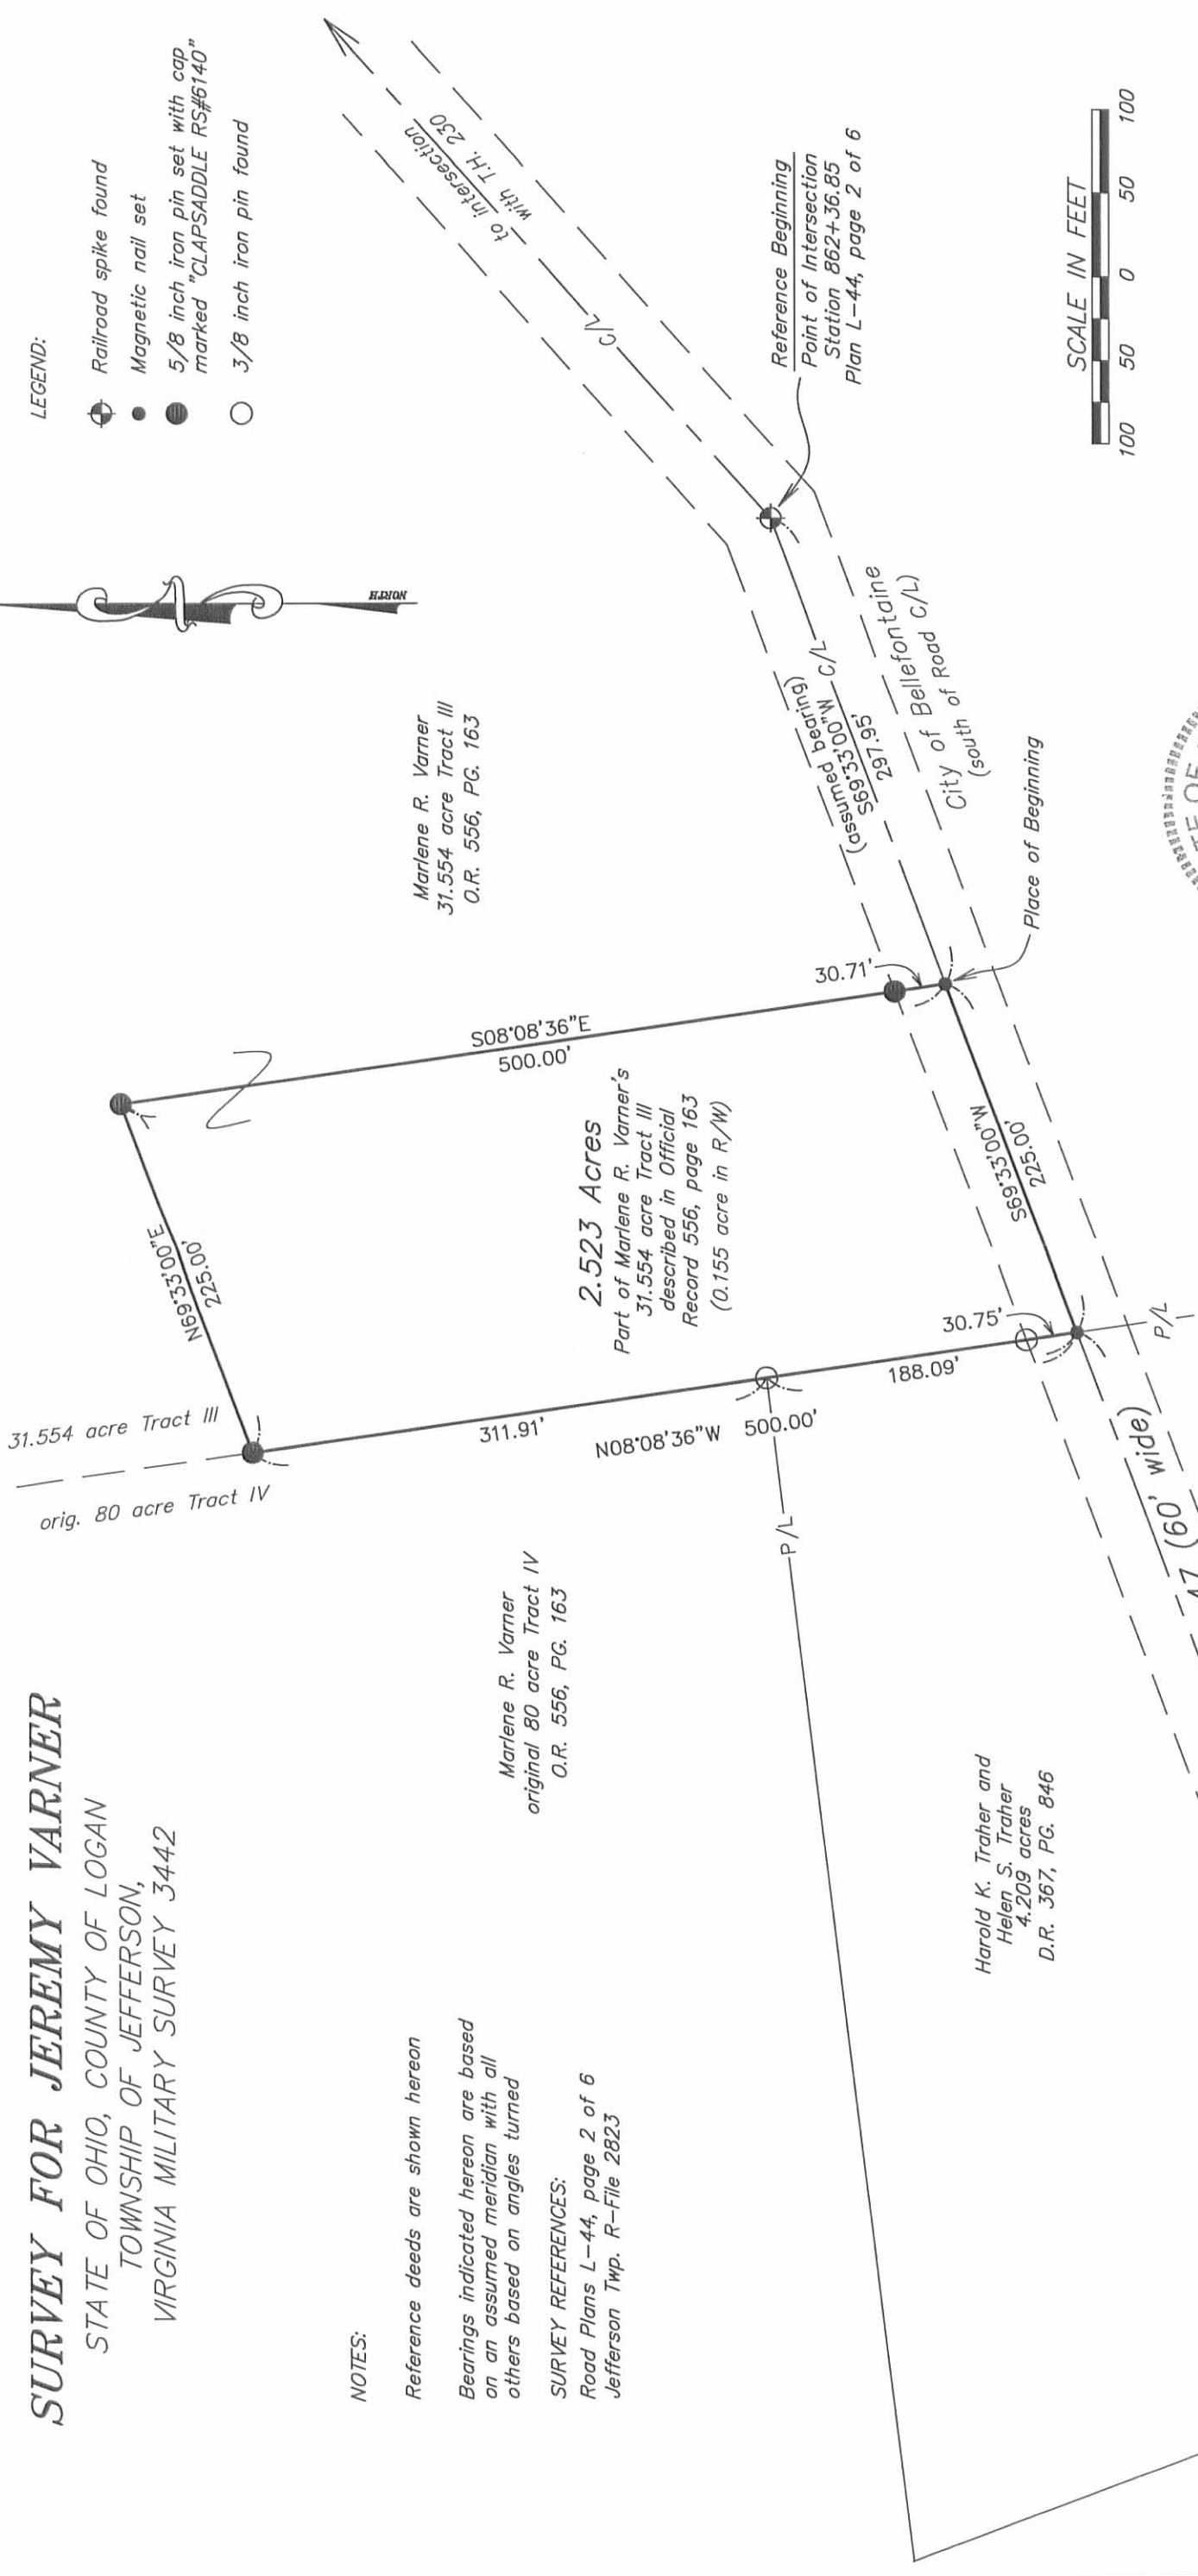 SURVEY FOR JEREMY VARNER
STATE OF OHIO, COUNTY OF LOGAN
TOWNSHIP OF JEFFERSON,
VIRGINIA MILITARY SURVEY 3442
NOTES:
Reference deeds are shown hereon
Bearings indicated hereon are based
on an assumed meridian with all
others based on angles turned
SURVEY REFERENCES:
Road Plans L-44, page 2 of 6
Jefferson Twp. R-File 2823
31.554 acre Tract III
orig. 80 acre Tract IV
N69°33'00"E
225.00'
Marlene R. Varner
original 80 acre Tract IV
O.R. 556, PG. 163
311.91'
N08°08'36"W 500.00'
188.09'
30.75'
P/L
P/L
Harold K. Traher and
Helen S. Traher
4.209 acres
D.R. 367, PG. 846
(60' wide)
2.523 Acres
Part of Marlene R. Varner's
31.554 acre Tract III
described in Official
Record 556, page 163
(0.155 acre in R/W)
S69°33'00"W
225.00'
S08°08'36"E
500.00'
30.71'
Place of Beginning
Marlene R. Varner
31.554 acre Tract III
O.R. 556, PG. 163
(assumed bearing)
S69°33'00"W C/L
297.95'
City of Bellefontaine
(south of Road C/L)
NORTH
LEGEND:
Railroad spike found
Magnetic nail set
5/8 inch iron pin set with cap
marked "CLAPSADDLE RS#6140"
3/8 inch iron pin found
to intersection
with T.H. 230
C/L
Reference Beginning
Point of Intersection
Station 862+36.85
Plan L-44, page 2 of 6
SCALE IN FEET
100 50 0 50 100